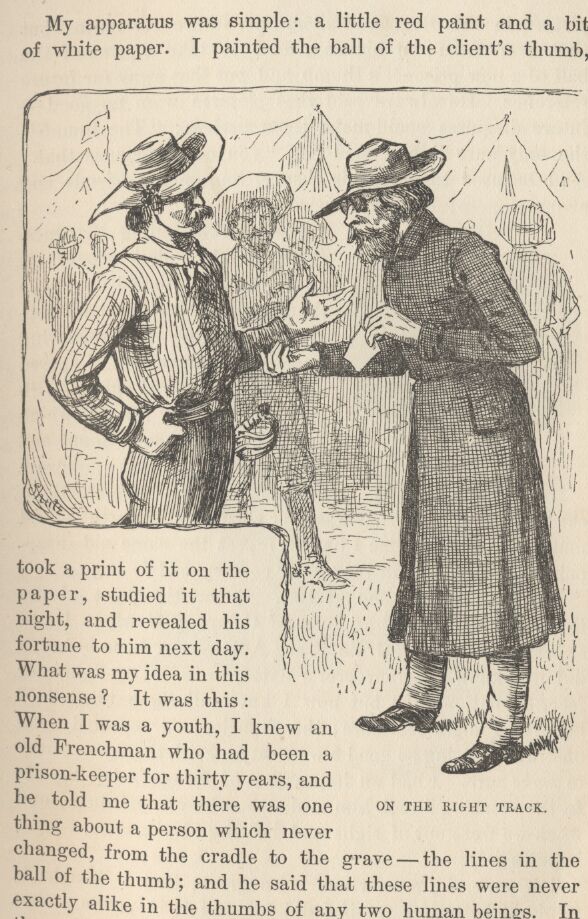 My apparatus was simple: a little red paint and a bit
of white paper. I painted the ball of the client's thumb,
took a print of it on the
paper, studied it that
night, and revealed his
fortune to him next day.
What was my idea in this
nonsense? It was this:
When I was a youth, I knew an
old Frenchman who had been a
prison-keeper for thirty years, and
he told me that there was one
thing about a person which never
changed, from the cradle to the grave — the lines in the
ball of the thumb; and he said that these lines were never
exactly alike in the thumbs of any two human beings. In
ON THE RIGHT TRACK.